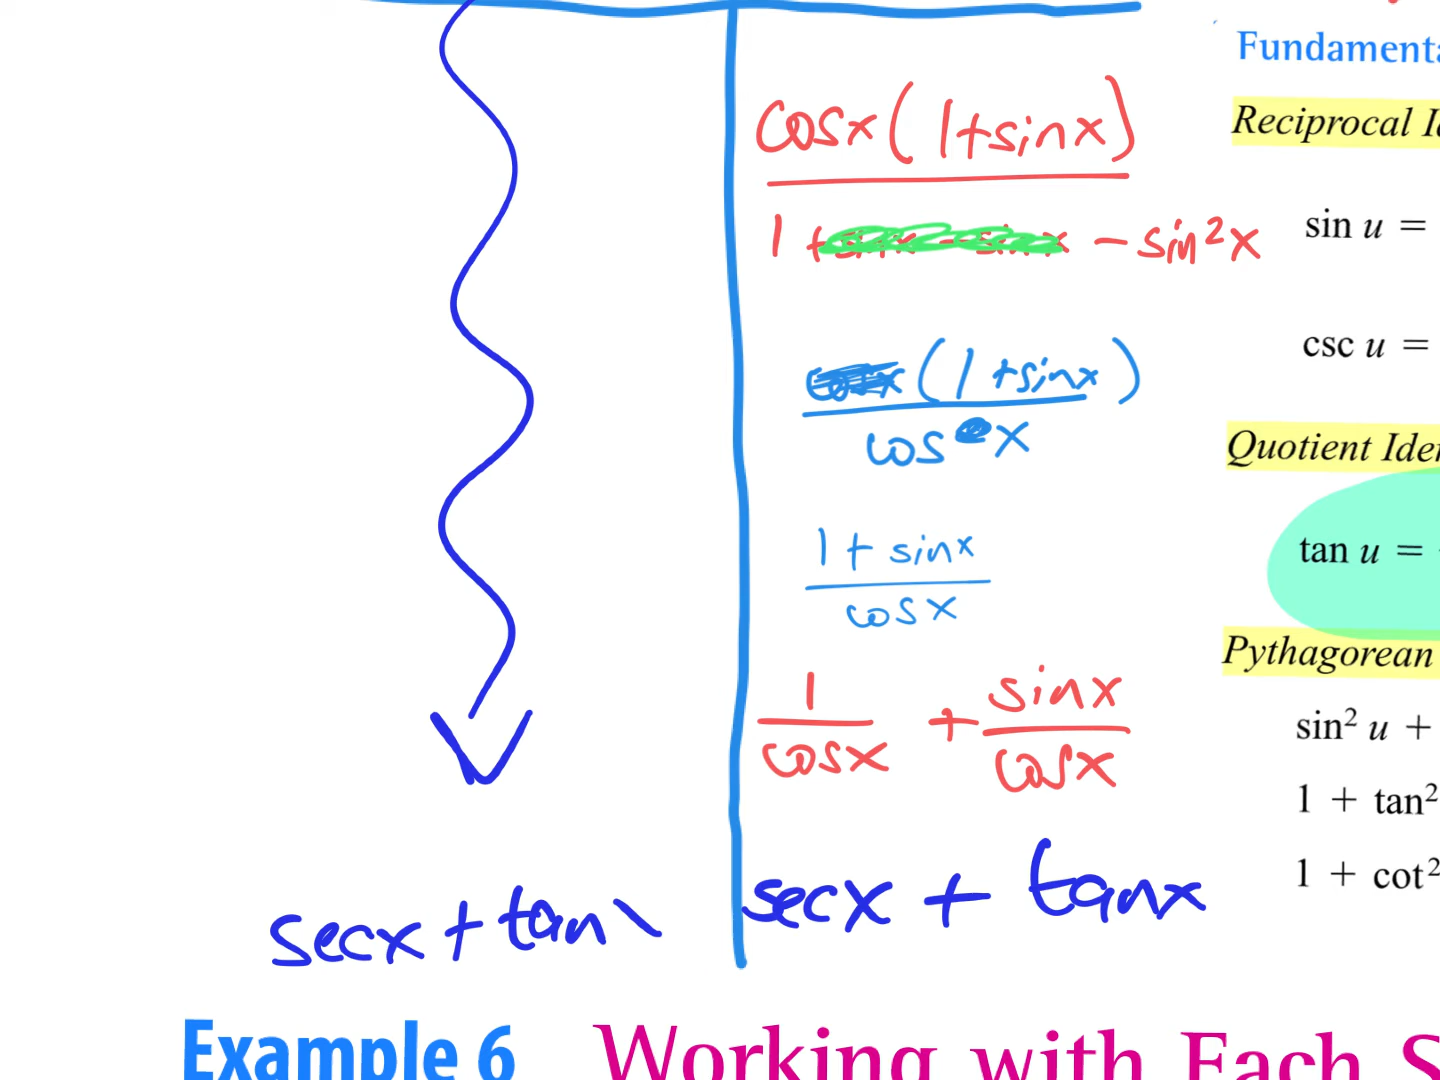 cosx(1+sinx)
1 + - sin²x
(1+sinx)
cos x
1 + sinx
cosx
1 + sinx
cosx cosx
secx + tan
secx + tanx
Fundament
Reciprocal I
sin u =
csc u =
Quotient Iden
tan u =
Pythagorean
sin² u +
1 + tan²
1 + cot²
Example 6 Working with Each S